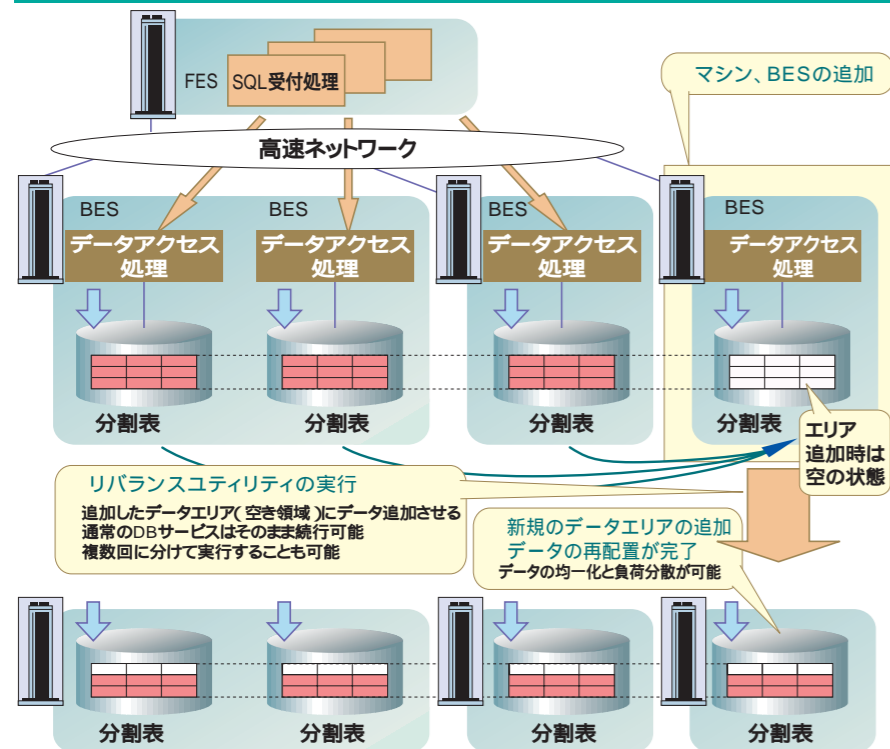 FES
SQL受付処理
マシン、BESの追加
高速ネットワーク
BES
データアクセス
処理
BES
データアクセス
処理
BES
データアクセス
処理
BES
データアクセス
処理
分割表
分割表
分割表
分割表
エリア
追加時は
空の状態
リバランスユティリティの実行
追加したデータエリア(空き領域)にデータ追加させる
通常のDBサービスはそのまま続行可能
複数回に分けて実行することも可能
新規のデータエリアの追加
データの再配置が完了
データの均一化と負荷分散が可能
分割表
分割表
分割表
分割表